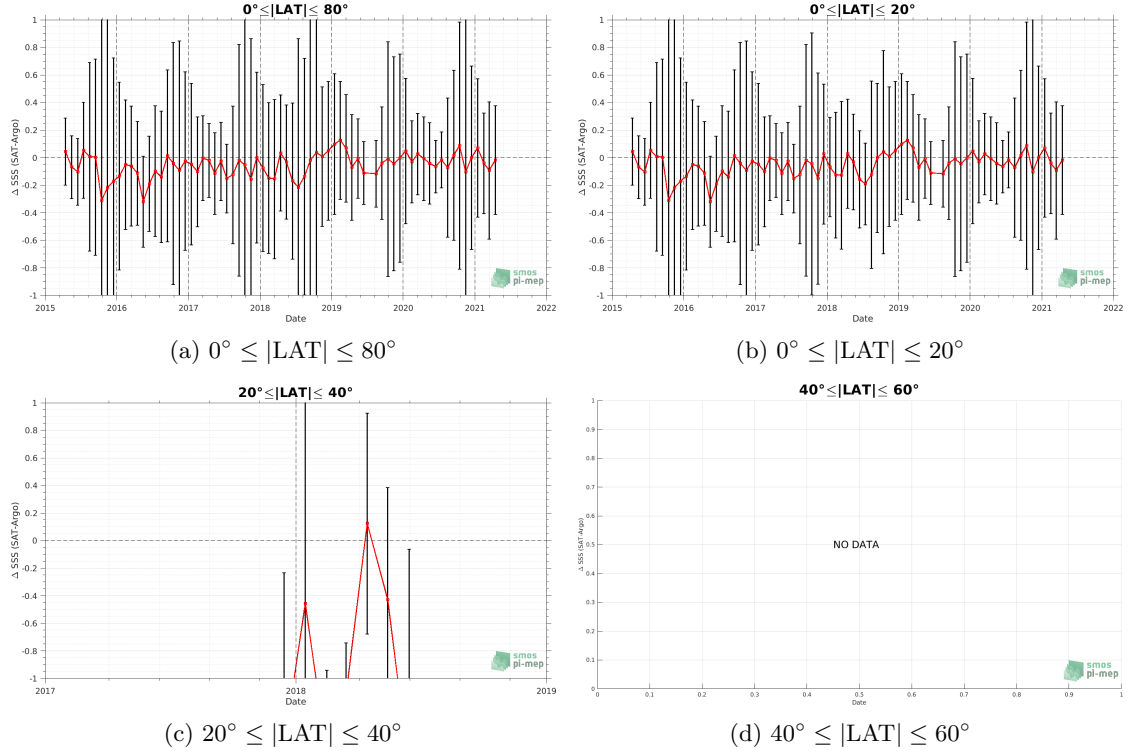 0°≤|LAT|≤ 80°
Δ SSS (SAT-Argo)
1
0.8
0.6
0.4
0.2
0
-0.2
-0.4
-0.6
-0.8
-1
2015 2016 2017 2018 2019 2020 2021 2022
Date
smos
pi-mep
(a) 0° ≤ |LAT| ≤ 80°
0°≤|LAT|≤ 20°
Δ SSS (SAT-Argo)
1
0.8
0.6
0.4
0.2
0
-0.2
-0.4
-0.6
-0.8
-1
2015 2016 2017 2018 2019 2020 2021 2022
Date
smos
pi-mep
(b) 0° ≤ |LAT| ≤ 20°
20°≤|LAT|≤ 40°
Δ SSS (SAT-Argo)
1
0.8
0.6
0.4
0.2
0
-0.2
-0.4
-0.6
-0.8
-1
2017 2018 2019
Date
smos
pi-mep
(c) 20° ≤ |LAT| ≤ 40°
40°≤|LAT|≤ 60°
Δ SSS (SAT-Argo)
1
0.9
0.8
0.7
0.6
0.5
0.4
0.3
0.2
0.1
0
NO DATA
0 0.1 0.2 0.3 0.4 0.5 0.6 0.7 0.8 0.9 1
Date
smos
pi-mep
(d) 40° ≤ |LAT| ≤ 60°